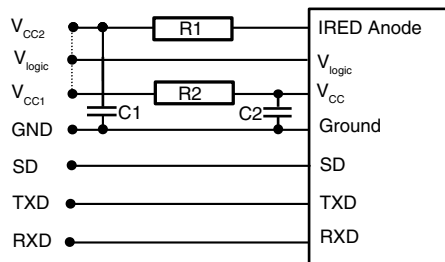 VCC2 R1 IRED Anode
Vlogic Vlogic
VCC1 R2 VCC
GND C1 C2 Ground
SD SD
TXD TXD
RXD RXD